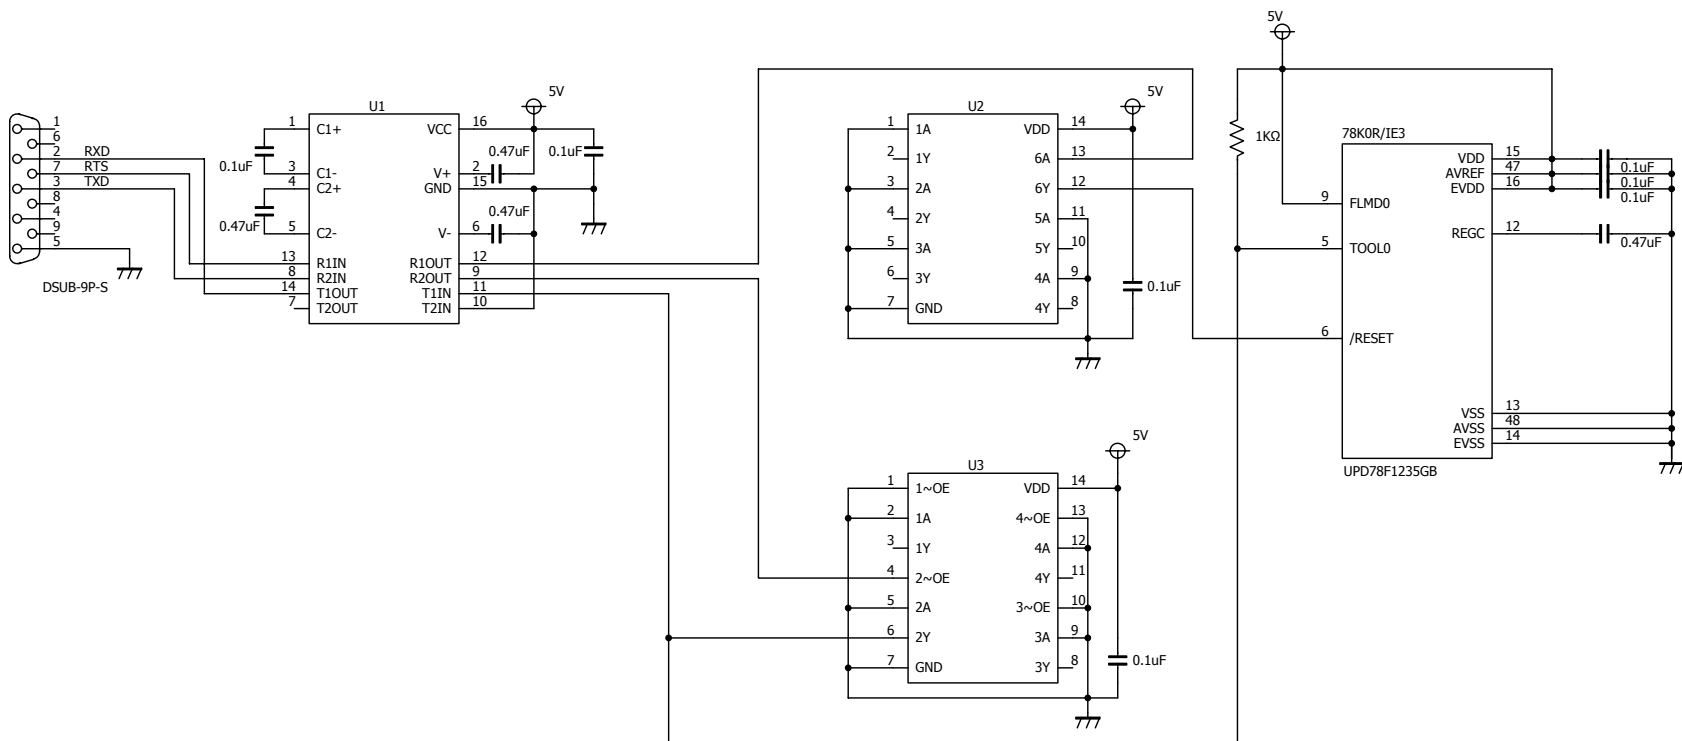 5V
1
6
2 RXD
7 RTS
3 TXD
8
4
9
5
DSUB-9P-S
U1
5V
1 C1+
VCC 16
0.1uF
0.47uF
0.1uF
3 C1-
V+ 2
4 C2+
GND 15
0.47uF
0.47uF
5 C2-
V- 6
13 R1IN
R1OUT 12
8 R2IN
R2OUT 9
14 T1OUT
T1IN 11
7 T2OUT
T2IN 10
U2
5V
1 1A
VDD 14
2 1Y
6A 13
3 2A
6Y 12
4 2Y
5A 11
5 3A
5Y 10
6 3Y
4A 9
7 GND
4Y 8
0.1uF
1KΩ
78K0R/IE3
VDD 15
0.1uF
AVREF 47
0.1uF
EVDD 16
0.1uF
9 FLMD0
REGC 12
0.47uF
5 TOOL0
6 /RESET
VSS 13
AVSS 48
EVSS 14
UPD78F1235GB
U3
5V
1 1~OE
VDD 14
2 1A
4~OE 13
3 1Y
4A 12
4 2~OE
4Y 11
5 2A
3~OE 10
6 2Y
3A 9
7 GND
3Y 8
0.1uF